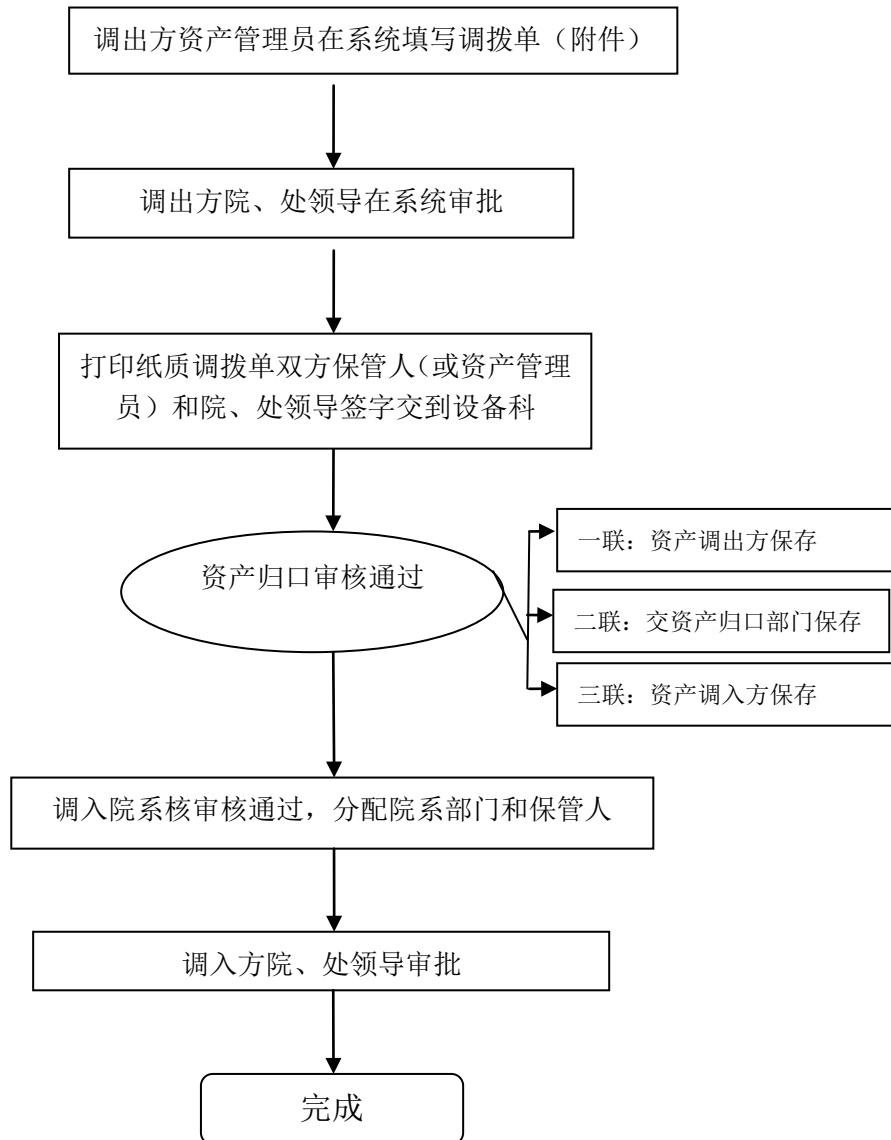 调出方资产管理员在系统填写调拨单（附件）
调出方院、处领导在系统审批
打印纸质调拨单双方保管人（或资产管理
员）和院、处领导签字交到设备科
资产归口审核通过
一联：资产调出方保存
二联：交资产归口部门保存
三联：资产调入方保存
调入院系核审核通过，分配院系部门和保管人
调入方院、处领导审批
完成